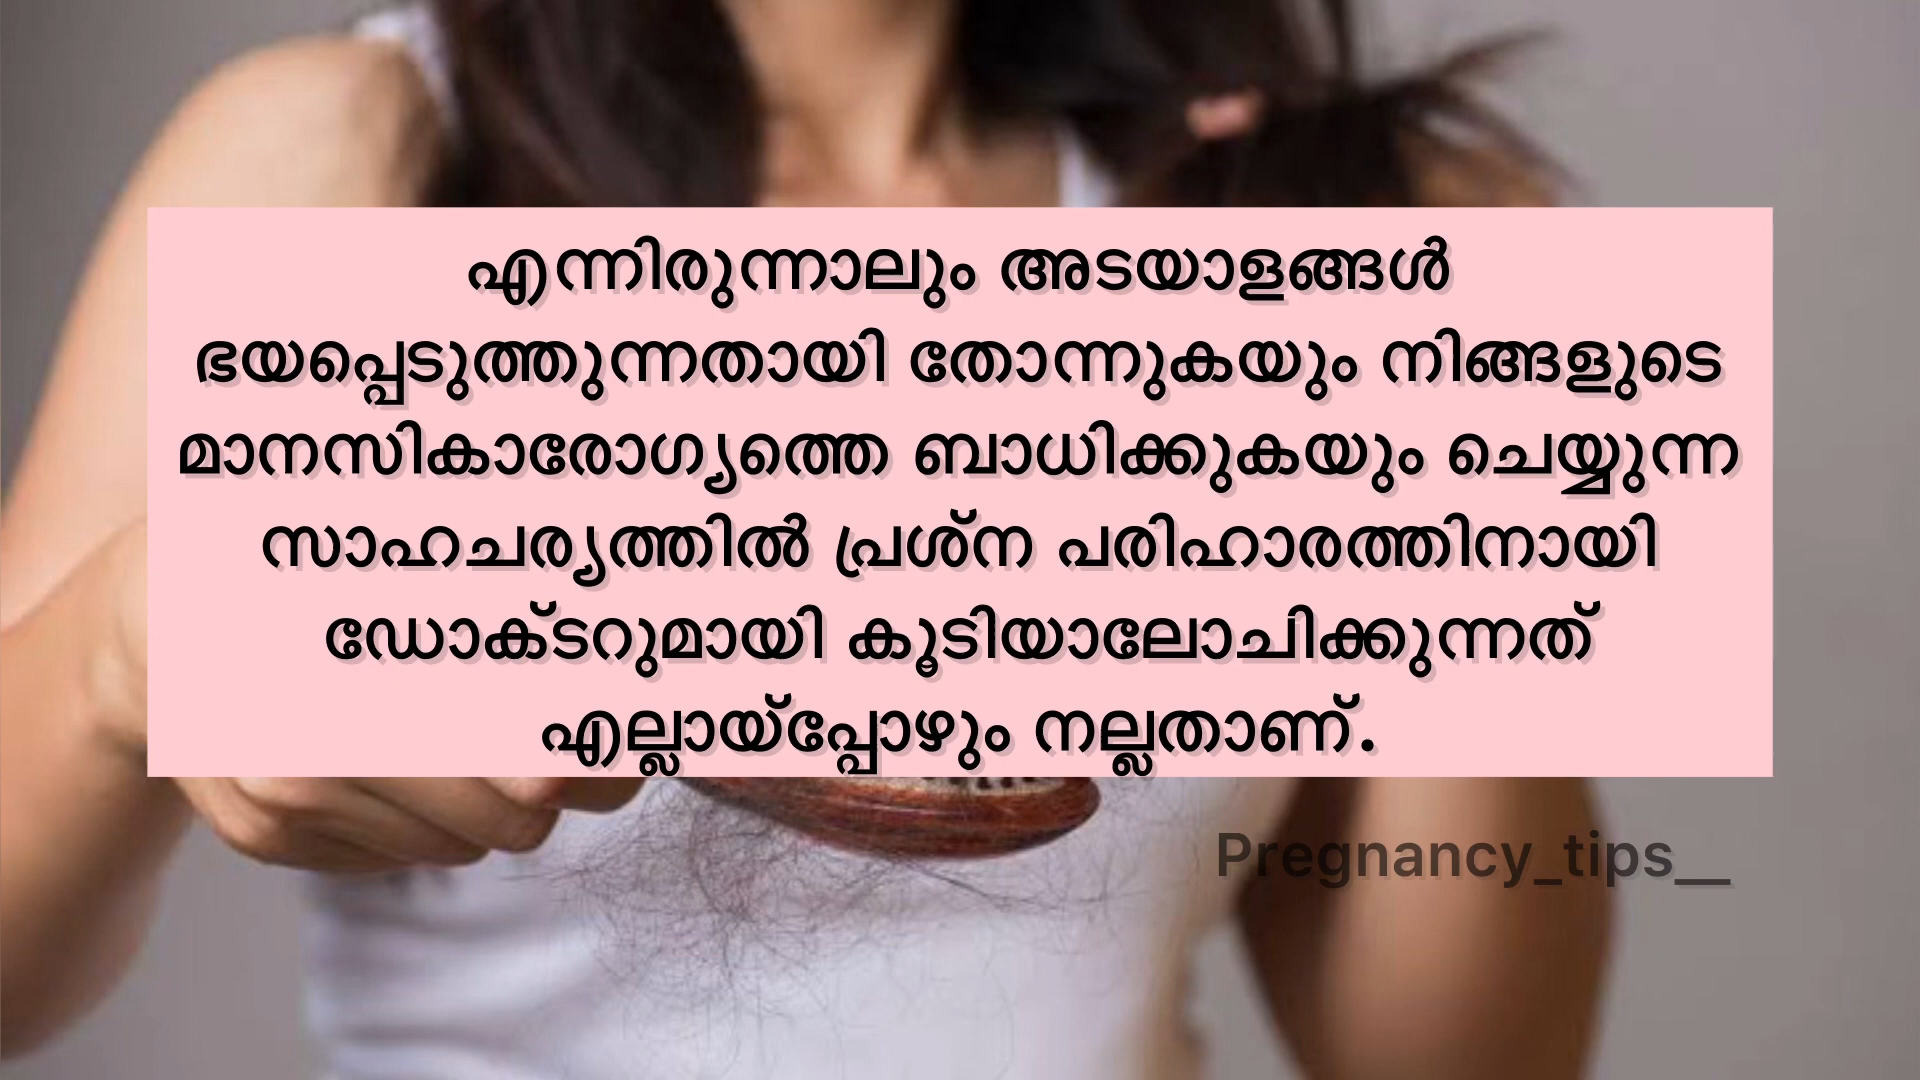 എന്നിരുന്നാലും അടയാളങ്ങൾ
ഭയപ്പെടുത്തുന്നതായി തോന്നുകയും നിങ്ങളുടെ
മാനസികാരോഗ്യത്തെ ബാധിക്കുകയും ചെയ്യുന്ന
സാഹചര്യത്തിൽ പ്രശ്ന പരിഹാരത്തിനായി
ഡോക്ടറുമായി കൂടിയാലോചിക്കുന്നത്
എല്ലായ്പ്പോഴും നല്ലതാണ്.
Pregnancy_tips__